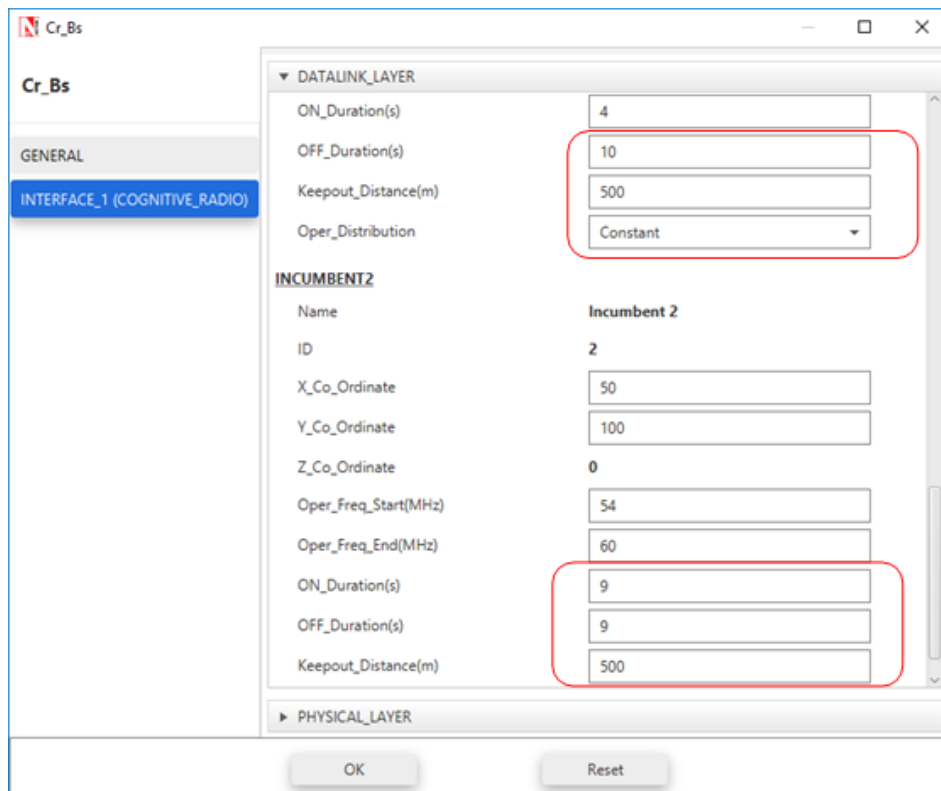 Cr_Bs
Cr_Bs
GENERAL
INTERFACE_1 (COGNITIVE_RADIO)
DATALINK_LAYER
ON_Duration(s) 4
OFF_Duration(s) 10
Keepout_Distance(m) 500
Oper_Distribution Constant
INCUMBENT2
Name Incumbent 2
ID 2
X_Co_Ordinate 50
Y_Co_Ordinate 100
Z_Co_Ordinate 0
Oper_Freq_Start(MHz) 54
Oper_Freq_End(MHz) 60
ON_Duration(s) 9
OFF_Duration(s) 9
Keepout_Distance(m) 500
PHYSICAL_LAYER
OK Reset